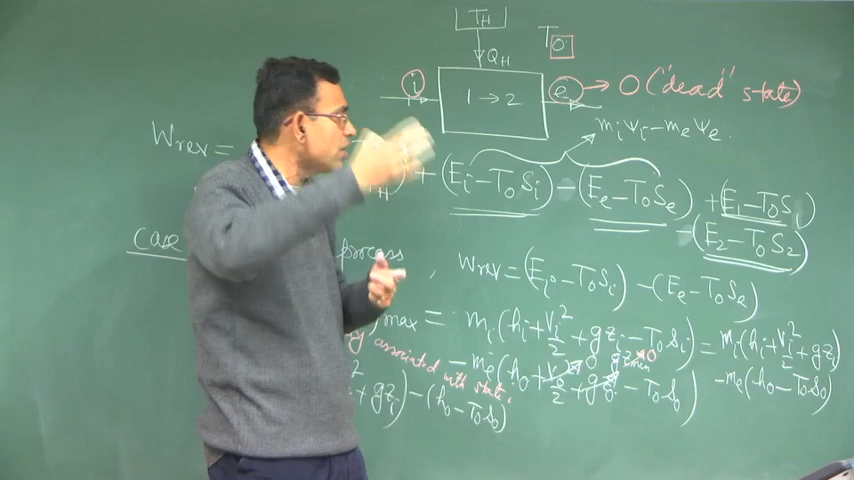 T_H
Q_H
T_0
i
1 → 2
e → 0 ("dead" state)
m_i ψ_i − m_e ψ_e.
W_rev =
+ (E_i − T_0 S_i) − (E_e − T_0 S_e) + (E_1 − T_0 S_1)
− (E_2 − T_0 S_2)
Case process, W_rev = (E_i − T_0 S_i) − (E_e − T_0 S_e)
max = m_i (h_i + V_i²/2 + g z_i − T_0 s_i) = m_i (h_i + V_i²/2 + g z_i)
associated with state.
− m_e (h_0 + V_0²/2 + g z_0 − T_0 s_0) − m_e (h_0 − T_0 s_0)
0 g z_min 0
+ g z_i) − (h_0 − T_0 s_0)